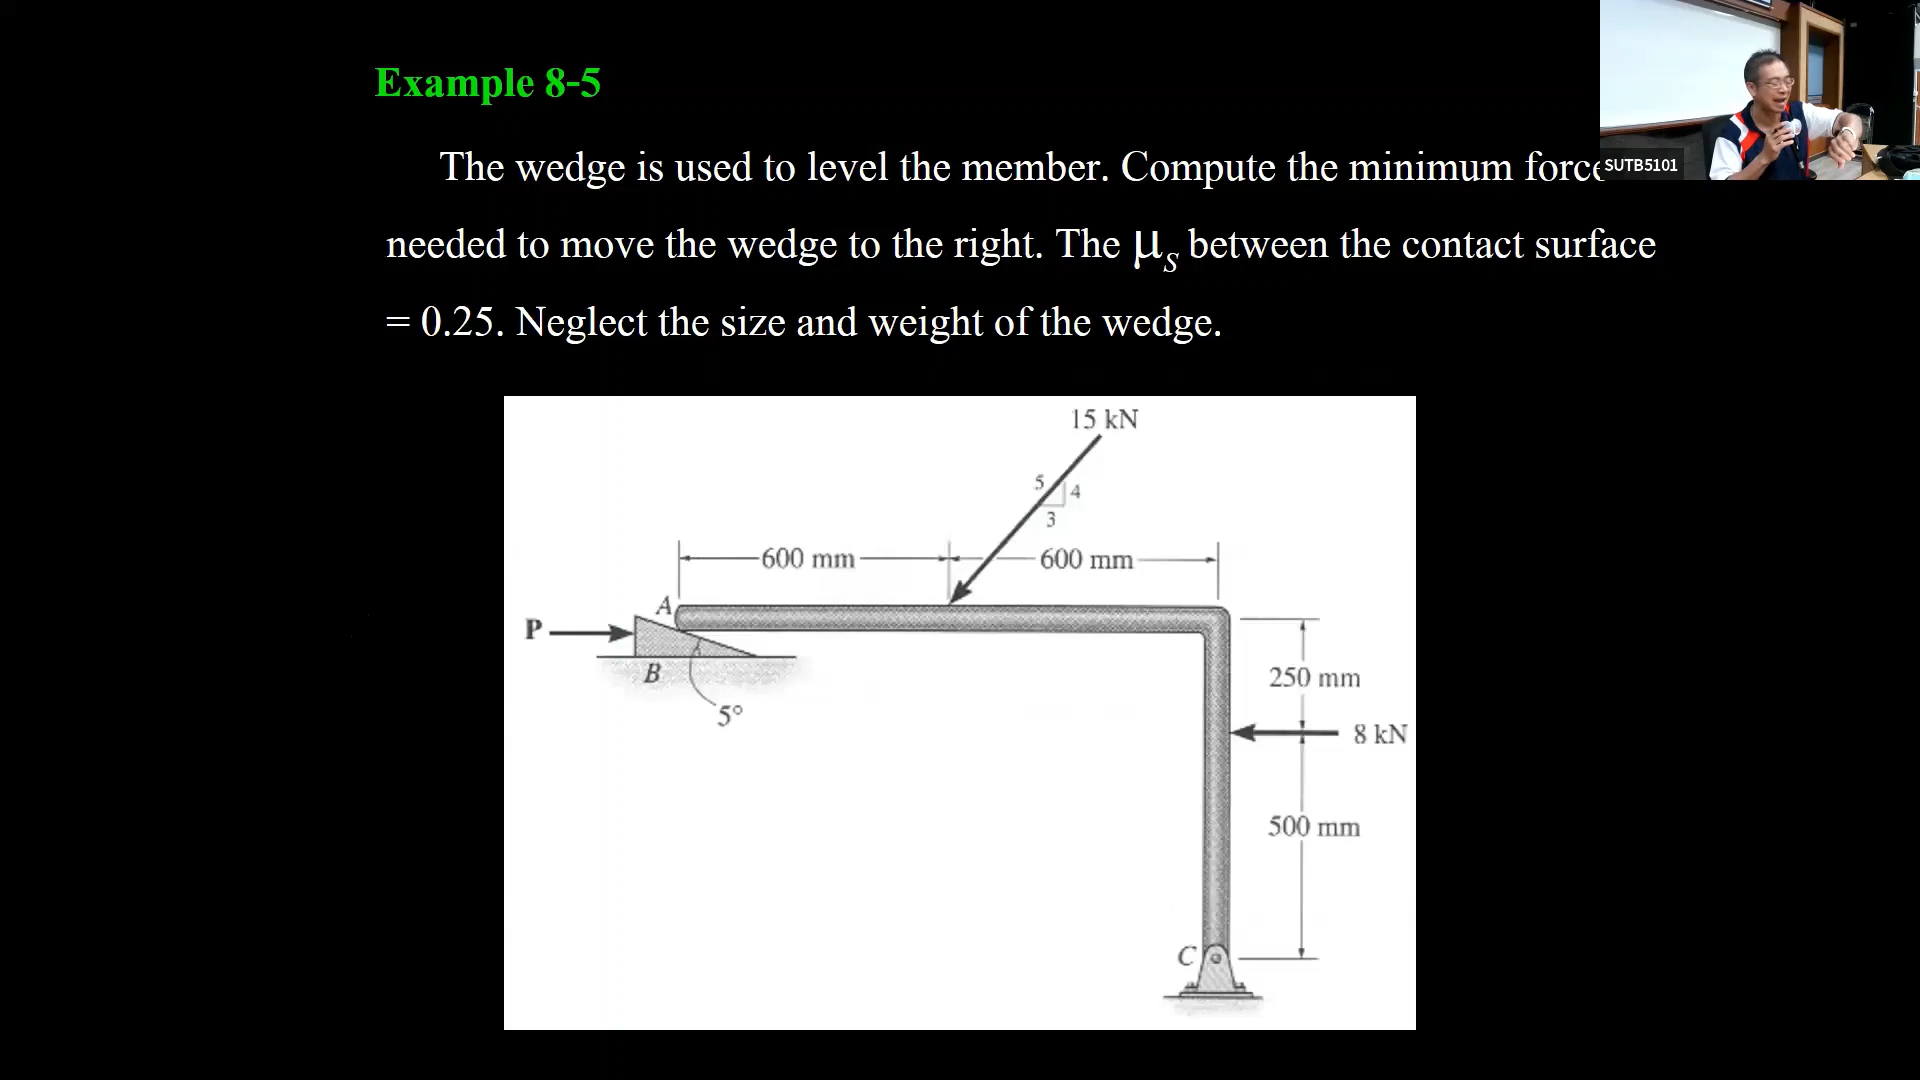 Example 8-5
The wedge is used to level the member. Compute the minimum force
SUTB5101
needed to move the wedge to the right. The μs between the contact surface
= 0.25. Neglect the size and weight of the wedge.
15 kN
5
4
3
600 mm
600 mm
A
P
B
5°
250 mm
8 kN
500 mm
C